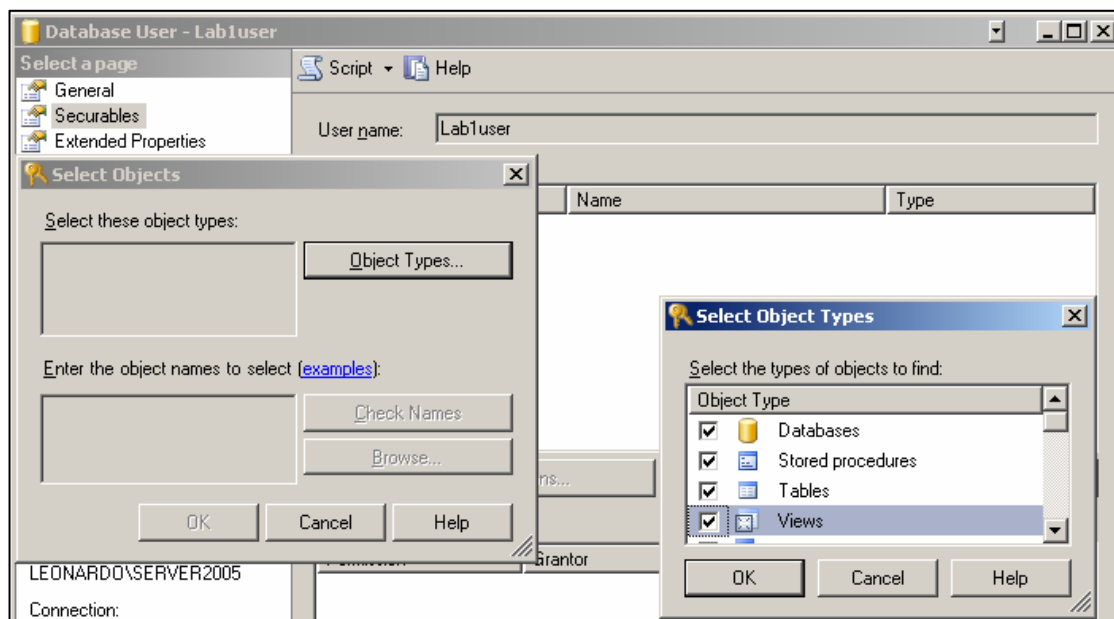 Database User - Lab1user
Select a page
General
Securables
Extended Properties
Script Help
User name: Lab1user
Name Type
Select Objects
Select these object types:
Object Types...
Enter the object names to select (examples):
Check Names
Browse...
OK Cancel Help
ns...
Grantor
LEONARDO\SERVER2005
Connection:
Select Object Types
Select the types of objects to find:
Object Type
Databases
Stored procedures
Tables
Views
OK Cancel Help